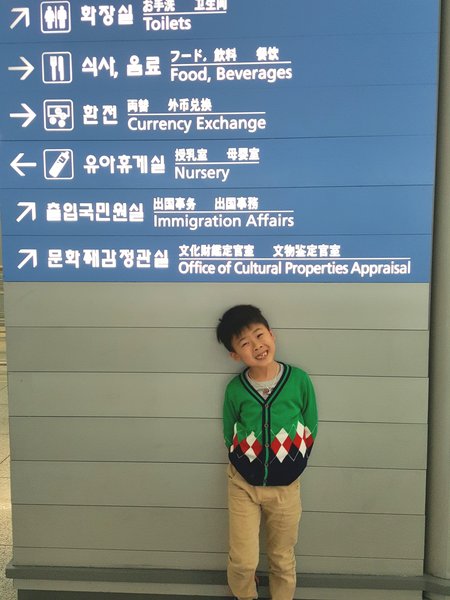 화장실 お手洗 卫生间
Toilets
식사, 음료 フード, 飲料 餐饮
Food, Beverages
환전 両替 外币兑换
Currency Exchange
유아휴게실 授乳室 母婴室
Nursery
출입국민원실 出国事务 出国事務
Immigration Affairs
문화재감정관실 文化財鑑定官室 文物鉴定官室
Office of Cultural Properties Appraisal